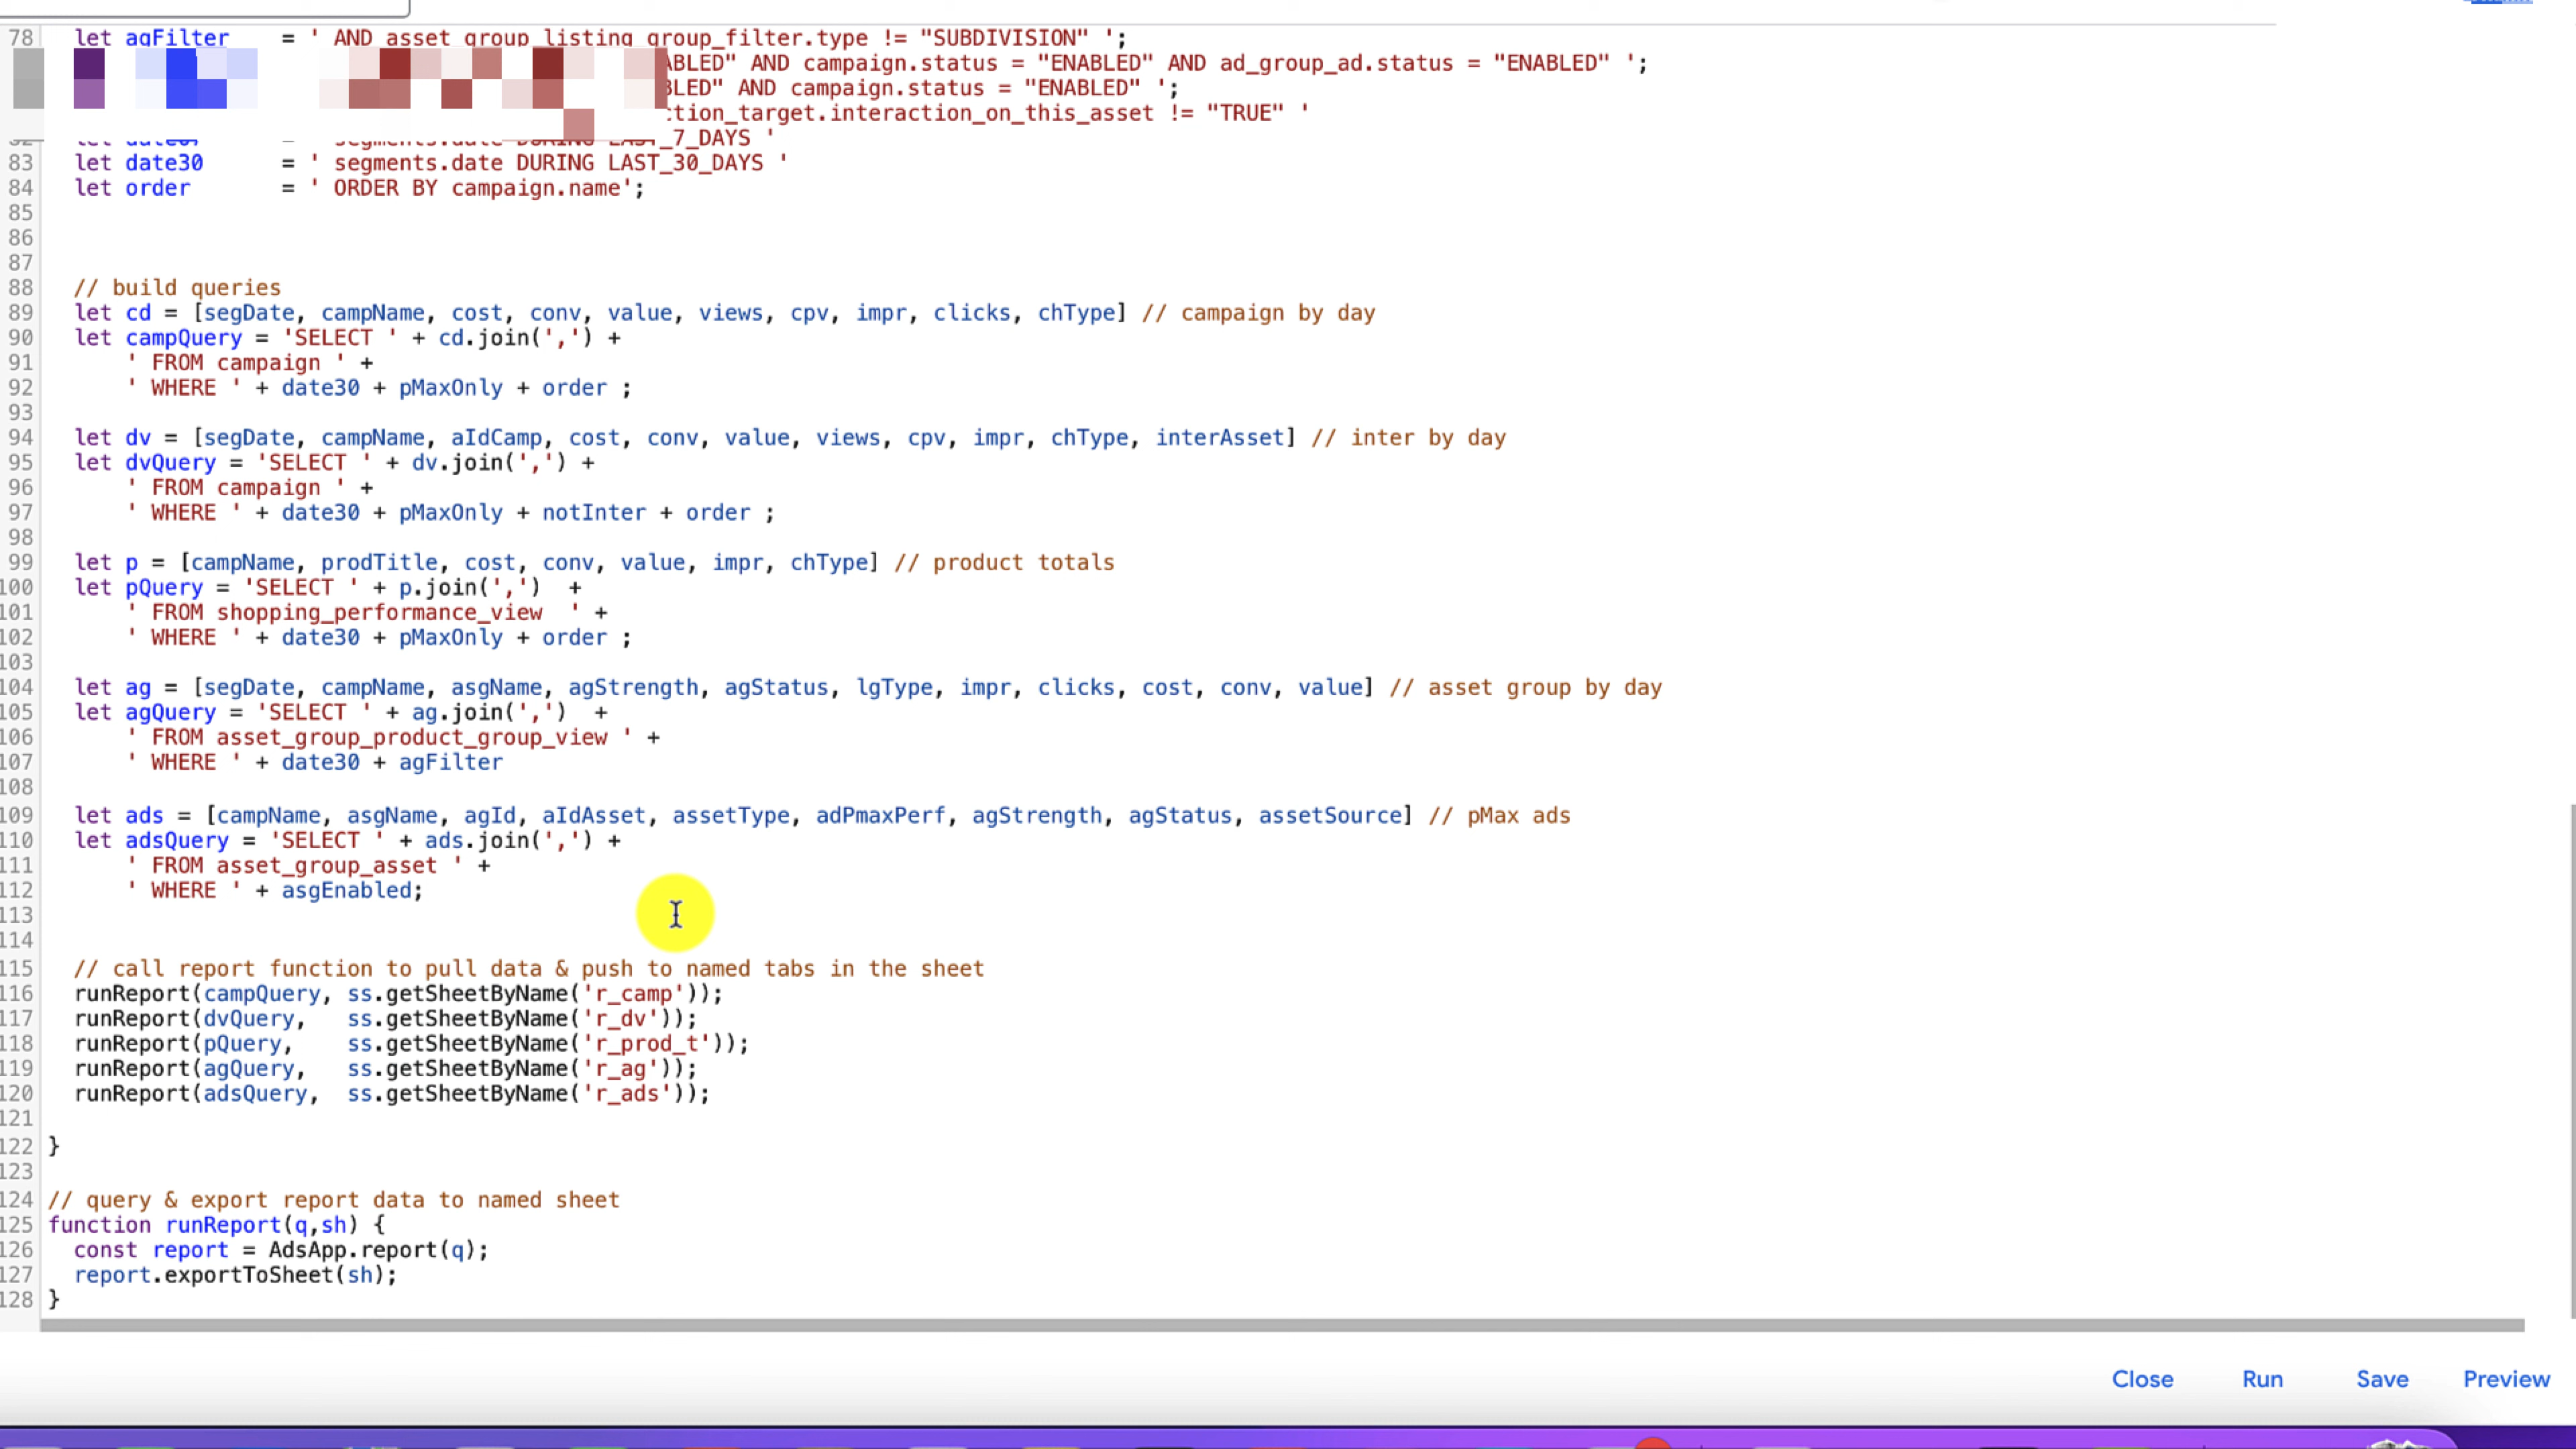 78 let agFilter = ' AND asset_group_listing_group_filter.type != "SUBDIVISION" ';
ABLED" AND campaign.status = "ENABLED" AND ad_group_ad.status = "ENABLED" ';
BLED" AND campaign.status = "ENABLED" ';
ction_target.interaction_on_this_asset != "TRUE" '
82 let date07 = ' segments.date DURING LAST_7_DAYS '
83 let date30 = ' segments.date DURING LAST_30_DAYS '
84 let order = ' ORDER BY campaign.name';
85
86
87
88 // build queries
89 let cd = [segDate, campName, cost, conv, value, views, cpv, impr, clicks, chType] // campaign by day
90 let campQuery = 'SELECT ' + cd.join(',') +
91 ' FROM campaign ' +
92 ' WHERE ' + date30 + pMaxOnly + order ;
93
94 let dv = [segDate, campName, aIdCamp, cost, conv, value, views, cpv, impr, chType, interAsset] // inter by day
95 let dvQuery = 'SELECT ' + dv.join(',') +
96 ' FROM campaign ' +
97 ' WHERE ' + date30 + pMaxOnly + notInter + order ;
98
99 let p = [campName, prodTitle, cost, conv, value, impr, chType] // product totals
100 let pQuery = 'SELECT ' + p.join(',') +
101 ' FROM shopping_performance_view ' +
102 ' WHERE ' + date30 + pMaxOnly + order ;
103
104 let ag = [segDate, campName, asgName, agStrength, agStatus, lgType, impr, clicks, cost, conv, value] // asset group by day
105 let agQuery = 'SELECT ' + ag.join(',') +
106 ' FROM asset_group_product_group_view ' +
107 ' WHERE ' + date30 + agFilter
108
109 let ads = [campName, asgName, agId, aIdAsset, assetType, adPmaxPerf, agStrength, agStatus, assetSource] // pMax ads
110 let adsQuery = 'SELECT ' + ads.join(',') +
111 ' FROM asset_group_asset ' +
112 ' WHERE ' + asgEnabled;
113
114
115 // call report function to pull data & push to named tabs in the sheet
116 runReport(campQuery, ss.getSheetByName('r_camp'));
117 runReport(dvQuery, ss.getSheetByName('r_dv'));
118 runReport(pQuery, ss.getSheetByName('r_prod_t'));
119 runReport(agQuery, ss.getSheetByName('r_ag'));
120 runReport(adsQuery, ss.getSheetByName('r_ads'));
121
122 }
123
124 // query & export report data to named sheet
125 function runReport(q,sh) {
126 const report = AdsApp.report(q);
127 report.exportToSheet(sh);
128 }
Close Run Save Preview